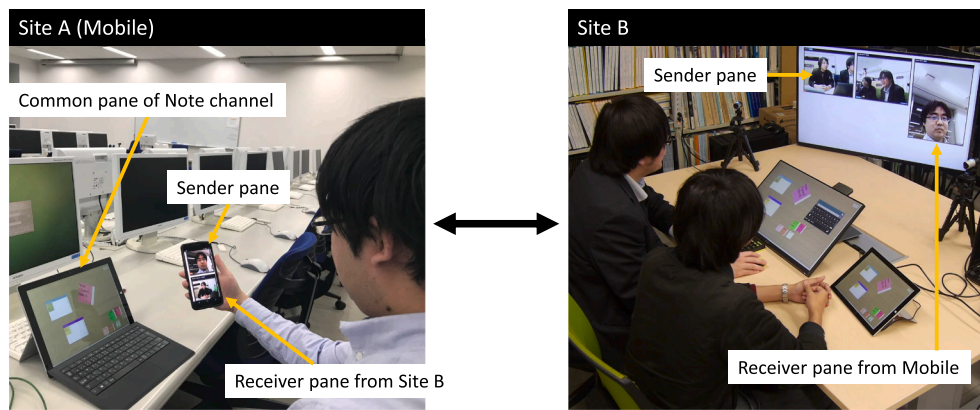 Site A (Mobile)
Common pane of Note channel
Sender pane
Receiver pane from Site B
Site B
Sender pane
Receiver pane from Mobile